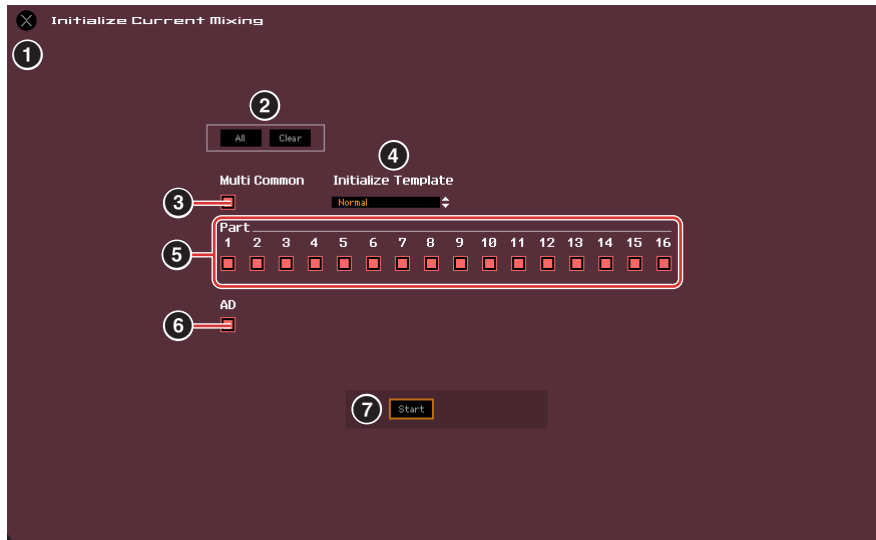 Initialize Current Mixing
1
2
All Clear
4
Multi Common Initialize Template
3 Normal
Part
1 2 3 4 5 6 7 8 9 10 11 12 13 14 15 16
5
AD
6
7 Start